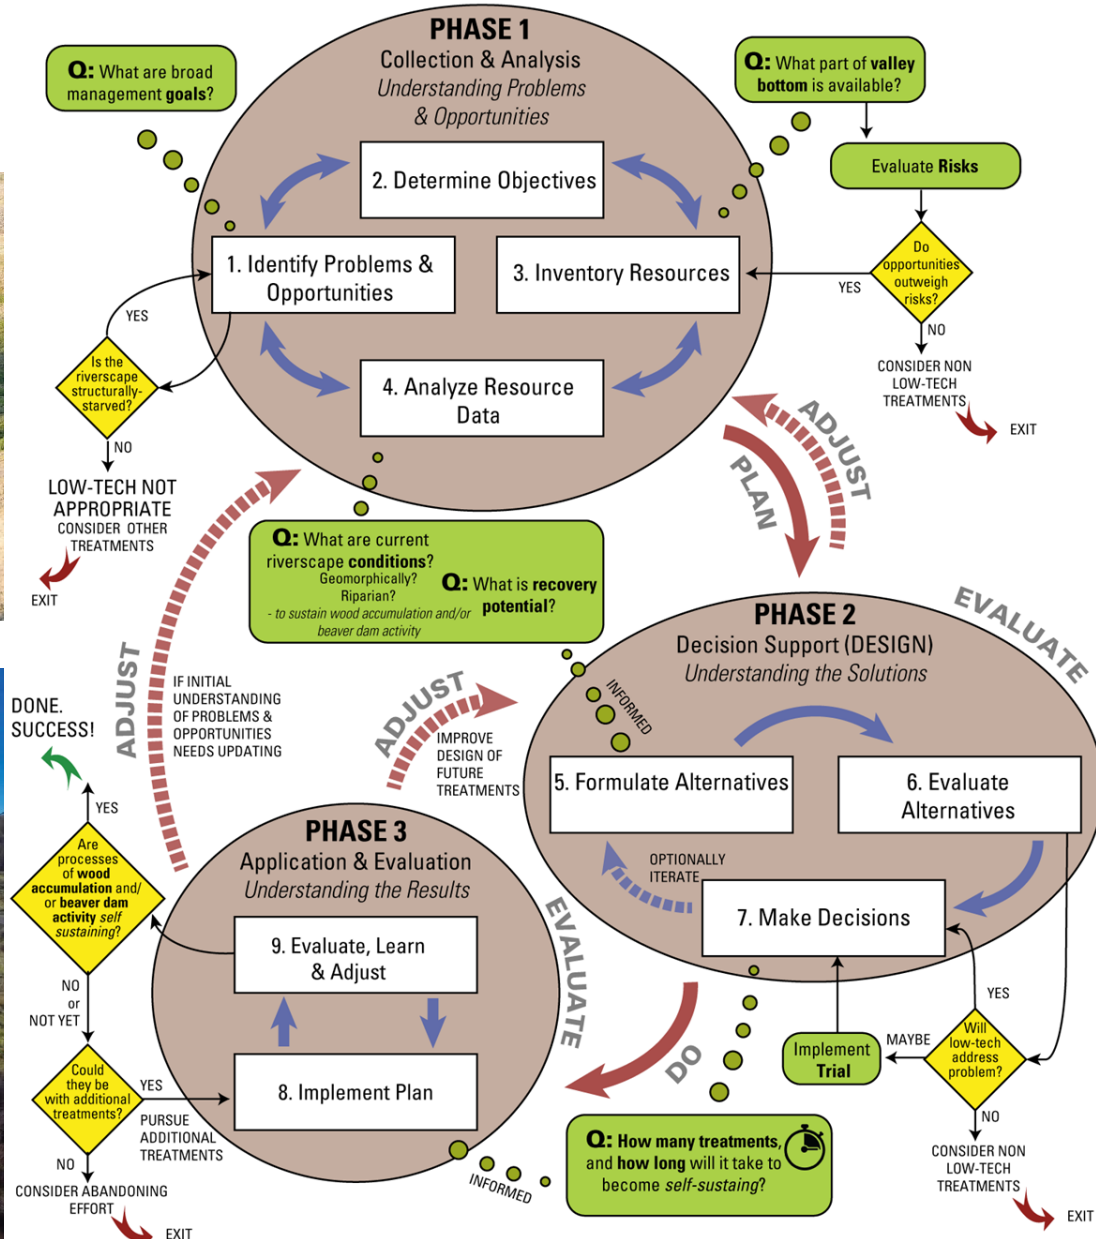 PHASE 1
Collection & Analysis
Understanding Problems
& Opportunities
Q: What are broad
management goals?
Q: What part of valley
bottom is available?
Evaluate Risks
Do
opportunities
outweigh
risks?
YES
NO
CONSIDER NON
LOW-TECH
TREATMENTS
EXIT
2. Determine Objectives
1. Identify Problems &
Opportunities
3. Inventory Resources
4. Analyze Resource
Data
YES
Is the
riverscape
structurally-
starved?
NO
LOW-TECH NOT
APPROPRIATE
CONSIDER OTHER
TREATMENTS
EXIT
Q: What are current
riverscape conditions?
Geomorphically?
Riparian?
- to sustain wood accumulation and/or
beaver dam activity
Q: What is recovery
potential?
PLAN
ADJUST
ADJUST
IF INITIAL
UNDERSTANDING
OF PROBLEMS &
OPPORTUNITIES
NEEDS UPDATING
ADJUST
IMPROVE
DESIGN OF
FUTURE
TREATMENTS
EVALUATE
PHASE 2
Decision Support (DESIGN)
Understanding the Solutions
INFORMED
5. Formulate Alternatives
6. Evaluate
Alternatives
OPTIONALLY
ITERATE
7. Make Decisions
YES
Will
low-tech
address
problem?
MAYBE
Implement
Trial
NO
CONSIDER NON
LOW-TECH
TREATMENTS
EXIT
EVALUATE
DO
Q: How many treatments,
and how long will it take to
become self-sustaing?
INFORMED
PHASE 3
Application & Evaluation
Understanding the Results
9. Evaluate, Learn
& Adjust
8. Implement Plan
DONE.
SUCCESS!
YES
Are
processes
of wood
accumulation and/
or beaver dam
activity self
sustaining?
NO
or
NOT YET
Could
they be
with additional
treatments?
YES
PURSUE
ADDITIONAL
TREATMENTS
NO
CONSIDER ABANDONING
EFFORT
EXIT